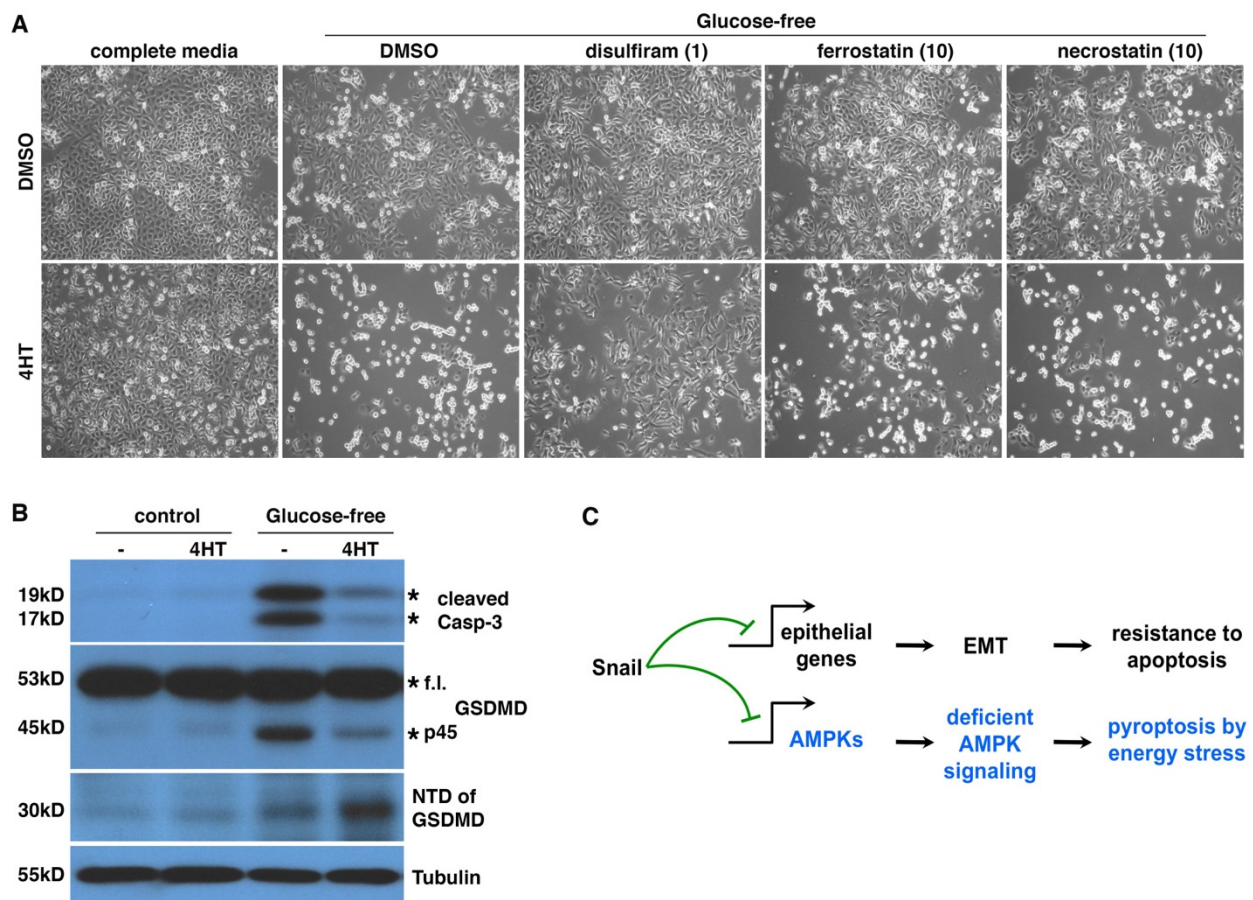 A
Glucose-free
complete media DMSO disulfiram (1) ferrostatin (10) necrostatin (10)
DMSO
4HT
B
control Glucose-free
- 4HT - 4HT
19kD * cleaved
17kD * Casp-3
53kD * f.l.
GSDMD
45kD * p45
30kD NTD of
GSDMD
55kD Tubulin
C
Snail
epithelial
genes
EMT
resistance to
apoptosis
AMPKs
deficient
AMPK
signaling
pyroptosis by
energy stress